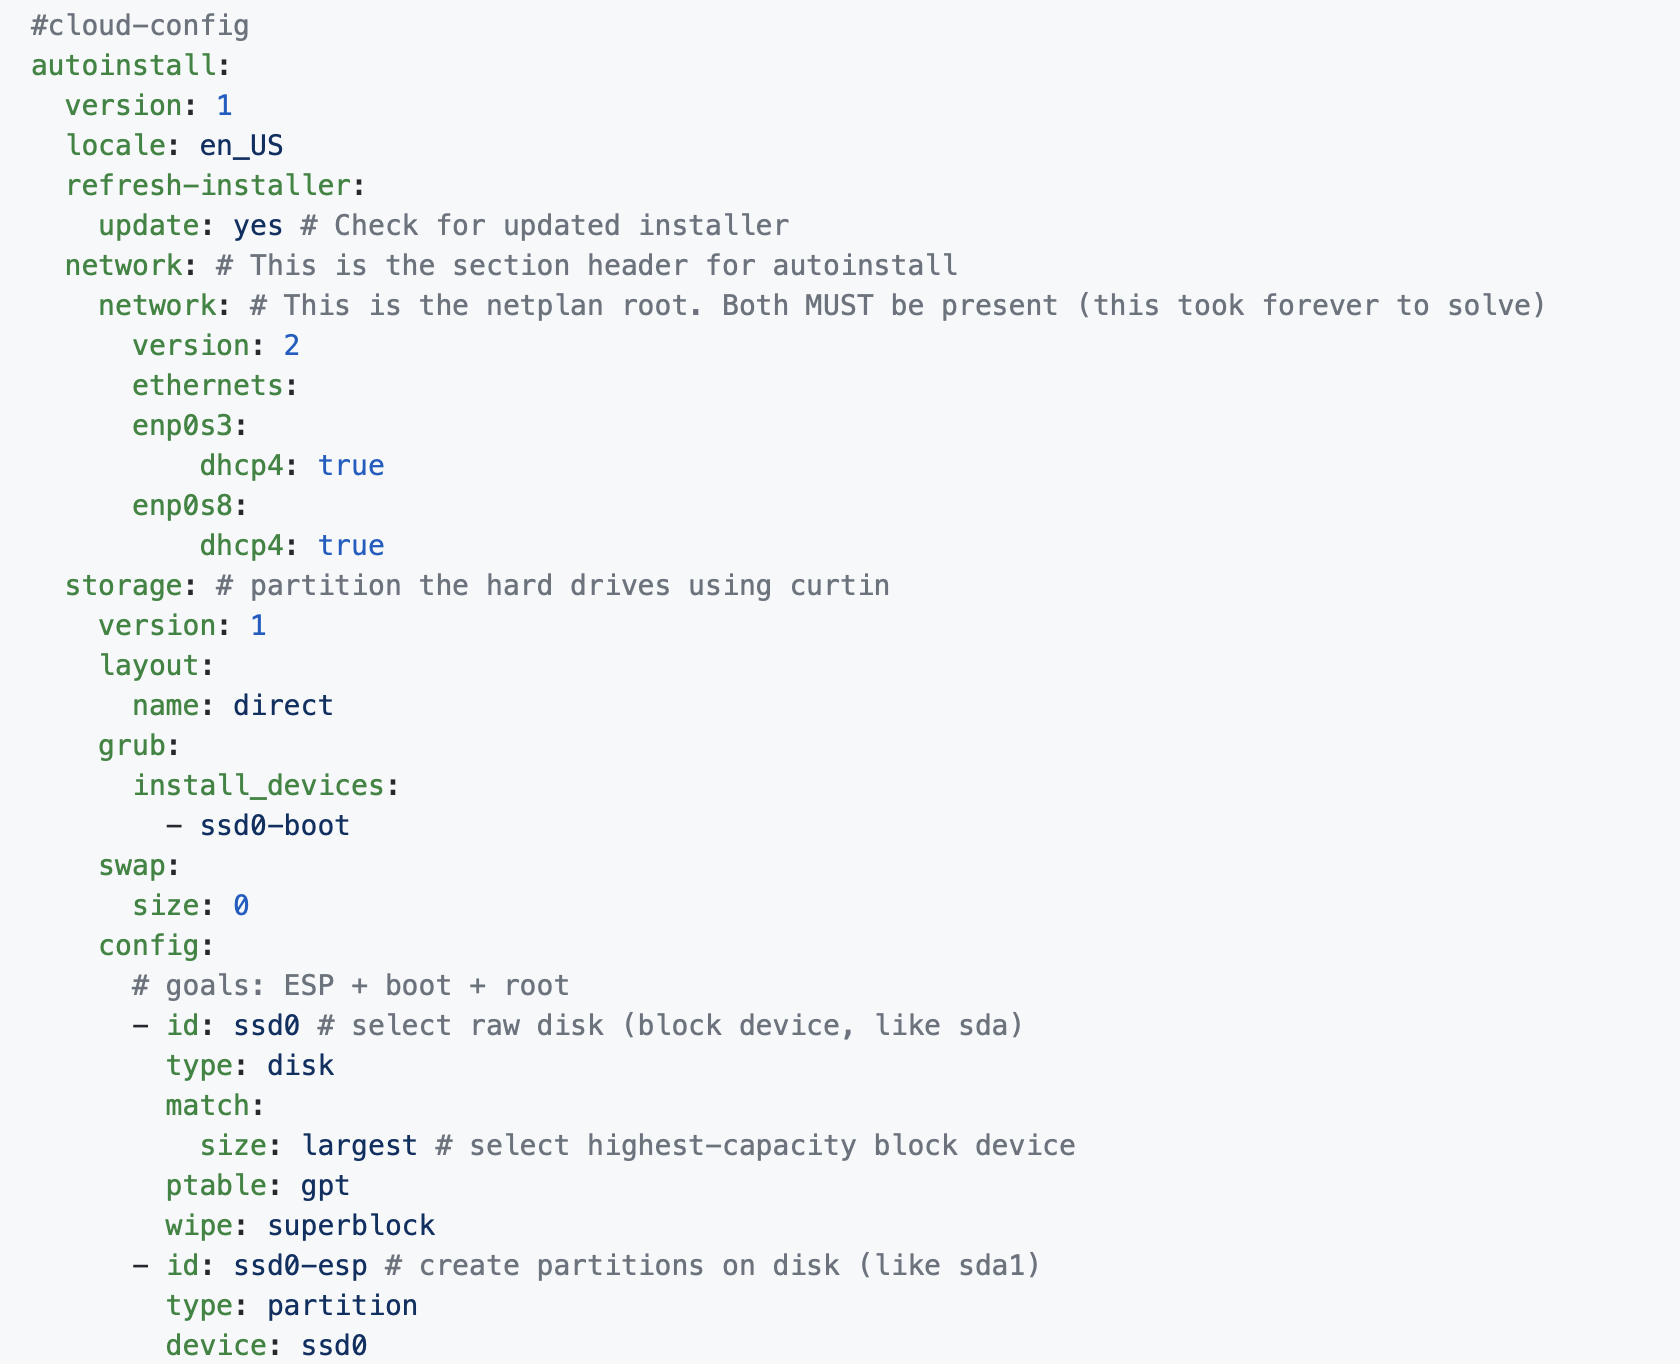 #cloud-config
autoinstall:
  version: 1
  locale: en_US
  refresh-installer:
    update: yes # Check for updated installer
  network: # This is the section header for autoinstall
    network: # This is the netplan root. Both MUST be present (this took forever to solve)
      version: 2
      ethernets:
      enp0s3:
          dhcp4: true
      enp0s8:
          dhcp4: true
  storage: # partition the hard drives using curtin
    version: 1
    layout:
      name: direct
    grub:
      install_devices:
        - ssd0-boot
    swap:
      size: 0
    config:
      # goals: ESP + boot + root
      - id: ssd0 # select raw disk (block device, like sda)
        type: disk
        match:
          size: largest # select highest-capacity block device
        ptable: gpt
        wipe: superblock
      - id: ssd0-esp # create partitions on disk (like sda1)
        type: partition
        device: ssd0